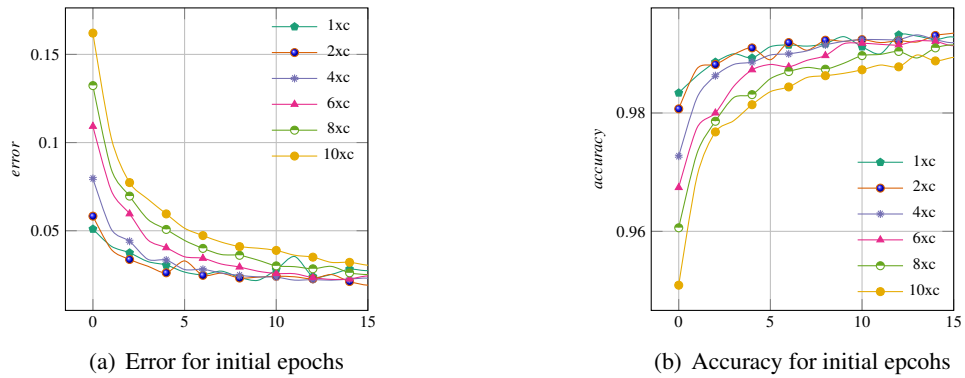 0.15
0.1
0.05
error
0
5
10
15
1xc
2xc
4xc
6xc
8xc
10xc
(a) Error for initial epochs
0.98
0.96
accuracy
0
5
10
15
1xc
2xc
4xc
6xc
8xc
10xc
(b) Accuracy for initial epcohs